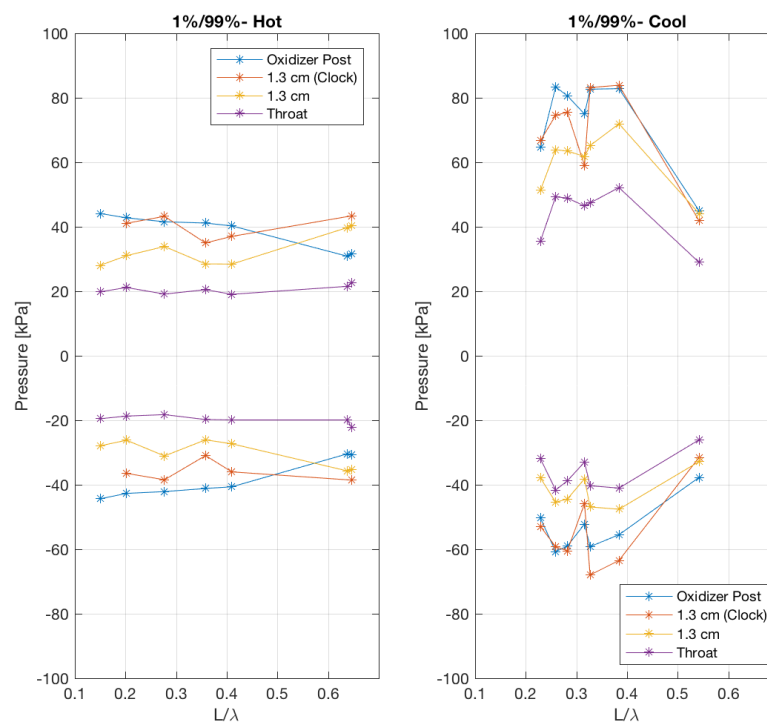 1%/99%- Hot
Pressure [kPa]
100
80
60
40
20
0
-20
-40
-60
-80
-100
0.1 0.2 0.3 0.4 0.5 0.6
L/λ
Oxidizer Post
1.3 cm (Clock)
1.3 cm
Throat
1%/99%- Cool
Pressure [kPa]
100
80
60
40
20
0
-20
-40
-60
-80
-100
0.1 0.2 0.3 0.4 0.5 0.6
L/λ
Oxidizer Post
1.3 cm (Clock)
1.3 cm
Throat